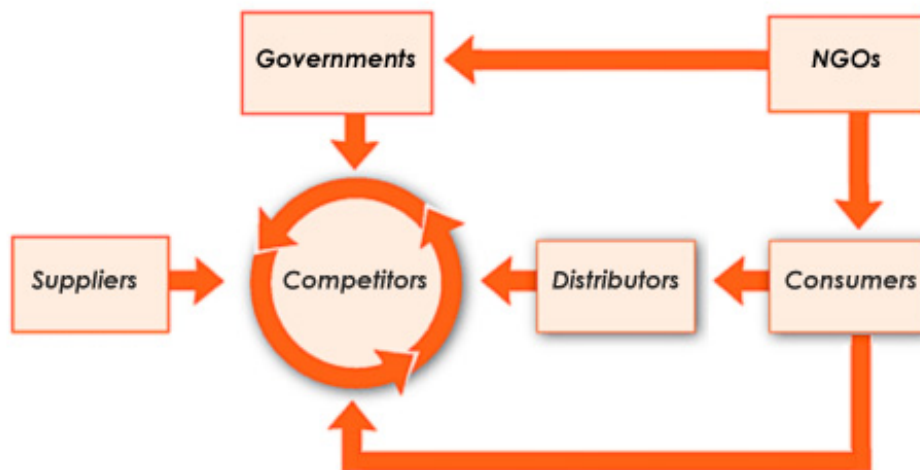 Governments
NGOs
Suppliers
Competitors
Distributors
Consumers